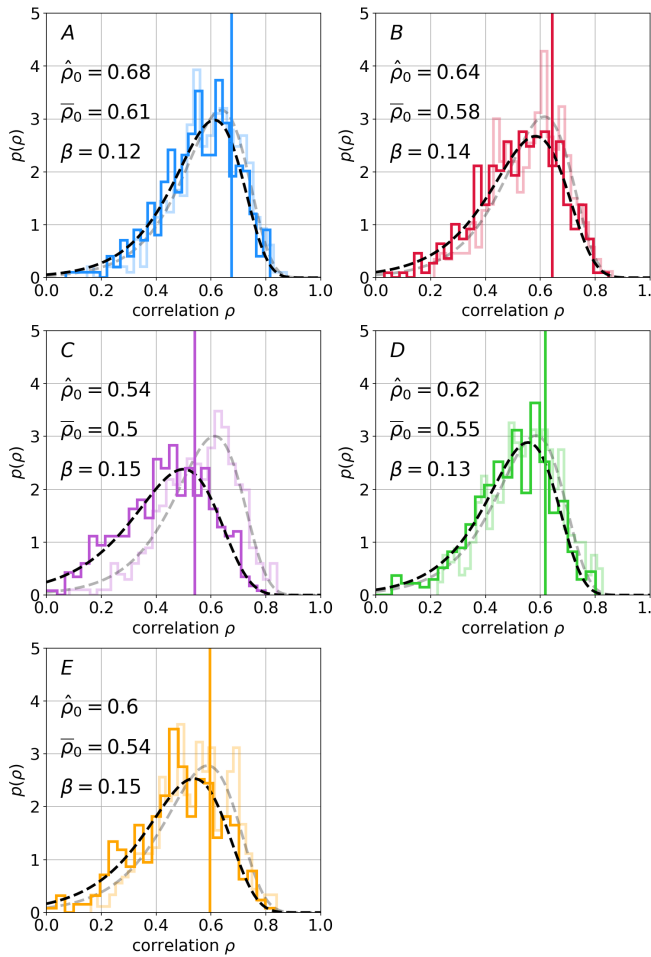 A
ρ̂₀ = 0.68
ρ̅₀ = 0.61
β = 0.12
p(ρ)
5
4
3
2
1
0
0.0 0.2 0.4 0.6 0.8 1.0
correlation ρ
B
ρ̂₀ = 0.64
ρ̅₀ = 0.58
β = 0.14
p(ρ)
5
4
3
2
1
0
0.0 0.2 0.4 0.6 0.8 1.
correlation ρ
C
ρ̂₀ = 0.54
ρ̅₀ = 0.5
β = 0.15
p(ρ)
5
4
3
2
1
0
0.0 0.2 0.4 0.6 0.8 1.0
correlation ρ
D
ρ̂₀ = 0.62
ρ̅₀ = 0.55
β = 0.13
p(ρ)
5
4
3
2
1
0
0.0 0.2 0.4 0.6 0.8 1.
correlation ρ
E
ρ̂₀ = 0.6
ρ̅₀ = 0.54
β = 0.15
p(ρ)
5
4
3
2
1
0
0.0 0.2 0.4 0.6 0.8 1.0
correlation ρ